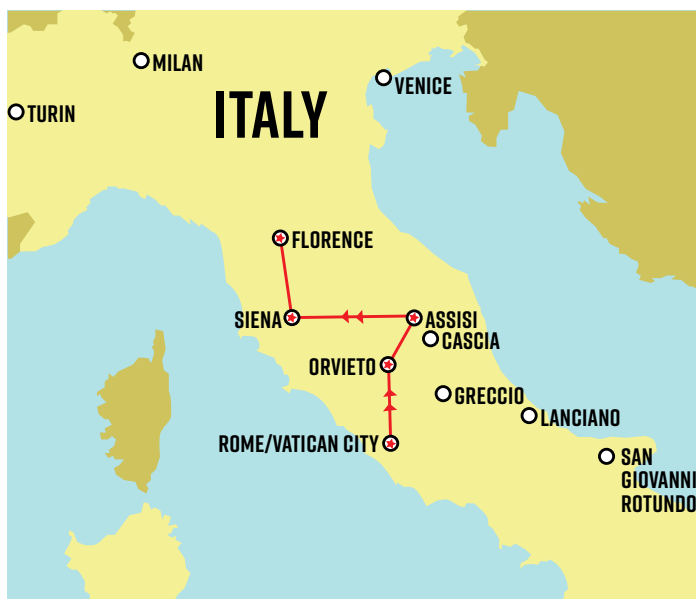 MILAN
VENICE
ITALY
TURIN
FLORENCE
SIENA
ASSISI
CASCIA
ORVIETO
GRECCIO
LANCIANO
ROME/VATICAN CITY
SAN
GIOVANNI
ROTUNDO